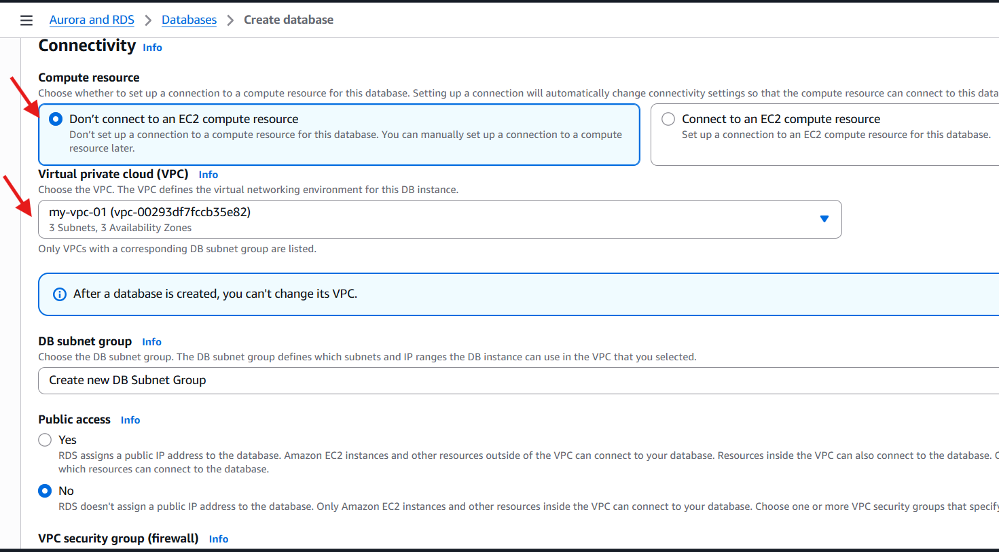 Aurora and RDS > Databases > Create database
Connectivity Info
Compute resource
Choose whether to set up a connection to a compute resource for this database. Setting up a connection will automatically change connectivity settings so that the compute resource can connect to this data
Don’t connect to an EC2 compute resource
Don’t set up a connection to a compute resource for this database. You can manually set up a connection to a compute
resource later.
Connect to an EC2 compute resource
Set up a connection to an EC2 compute resource for this database.
Virtual private cloud (VPC) Info
Choose the VPC. The VPC defines the virtual networking environment for this DB instance.
my-vpc-01 (vpc-00293df7fccb35e82)
3 Subnets, 3 Availability Zones
Only VPCs with a corresponding DB subnet group are listed.
After a database is created, you can't change its VPC.
DB subnet group Info
Choose the DB subnet group. The DB subnet group defines which subnets and IP ranges the DB instance can use in the VPC that you selected.
Create new DB Subnet Group
Public access Info
Yes
RDS assigns a public IP address to the database. Amazon EC2 instances and other resources outside of the VPC can connect to your database. Resources inside the VPC can also connect to the database.
which resources can connect to the database.
No
RDS doesn't assign a public IP address to the database. Only Amazon EC2 instances and other resources inside the VPC can connect to your database. Choose one or more VPC security groups that specify
VPC security group (firewall) Info